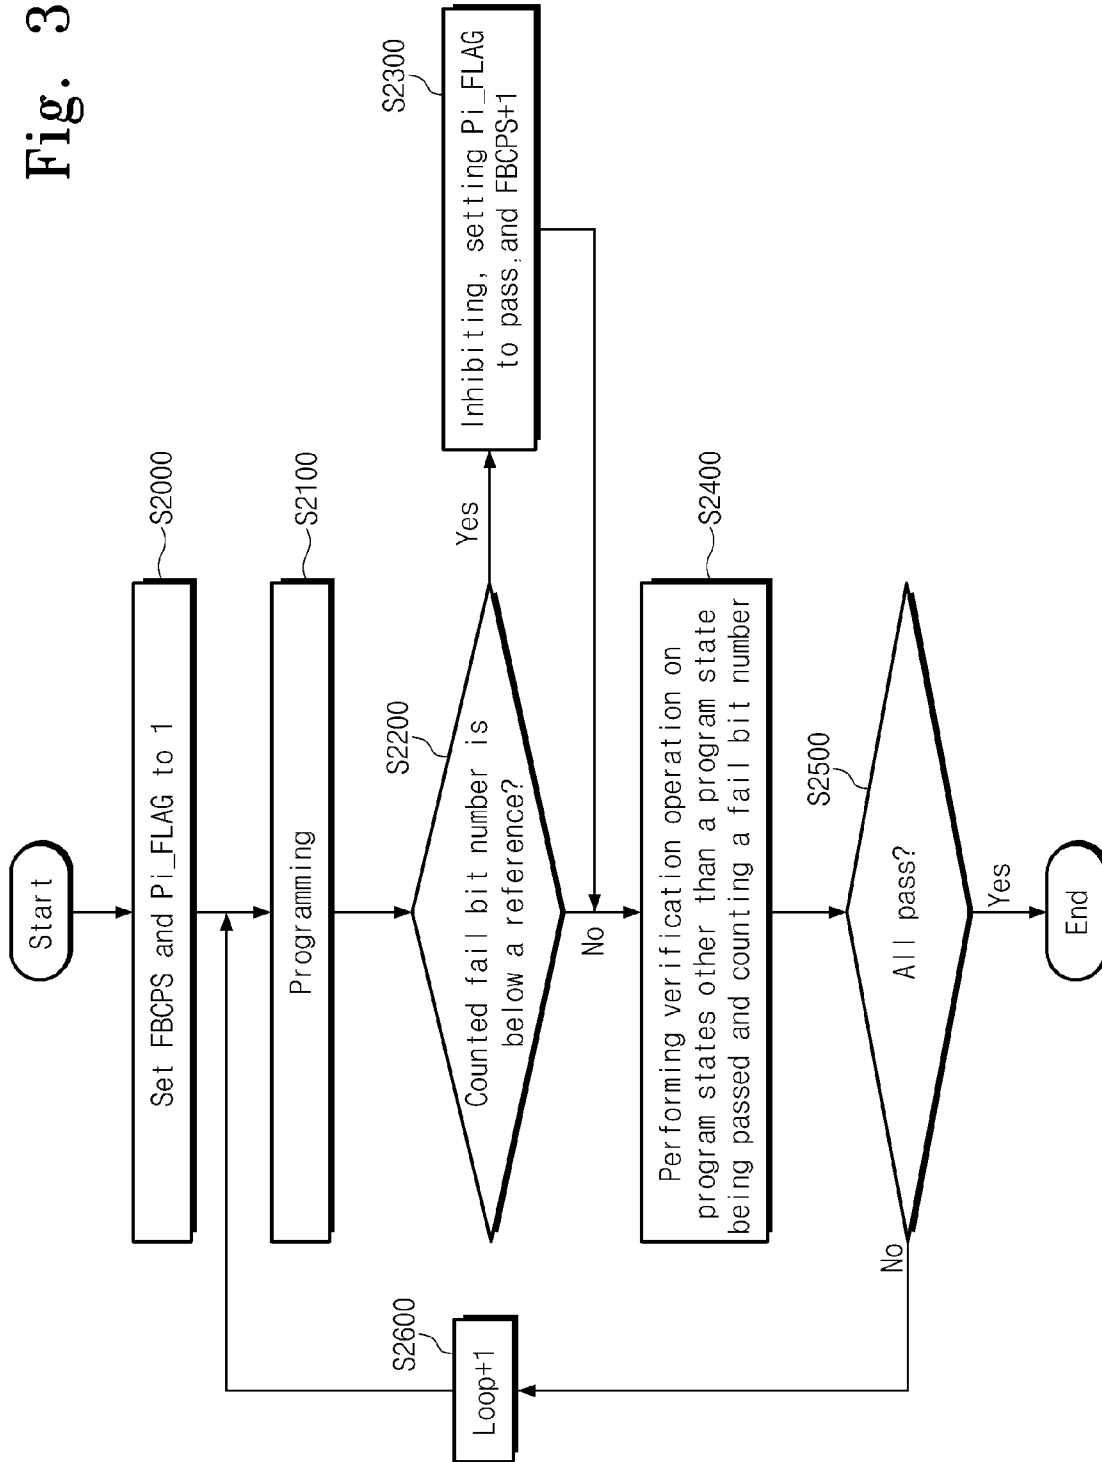 Fig. 3
Start
Set FBCPS and Pi_FLAG to 1
S2000
Programming
S2100
Counted fail bit number is
below a reference?
S2200
Yes
No
Inhibiting, setting Pi_FLAG
to pass, and FBCPS+1
S2300
Performing verification operation on
program states other than a program state
being passed and counting a fail bit number
S2400
All pass?
S2500
No
Yes
Loop+1
S2600
End